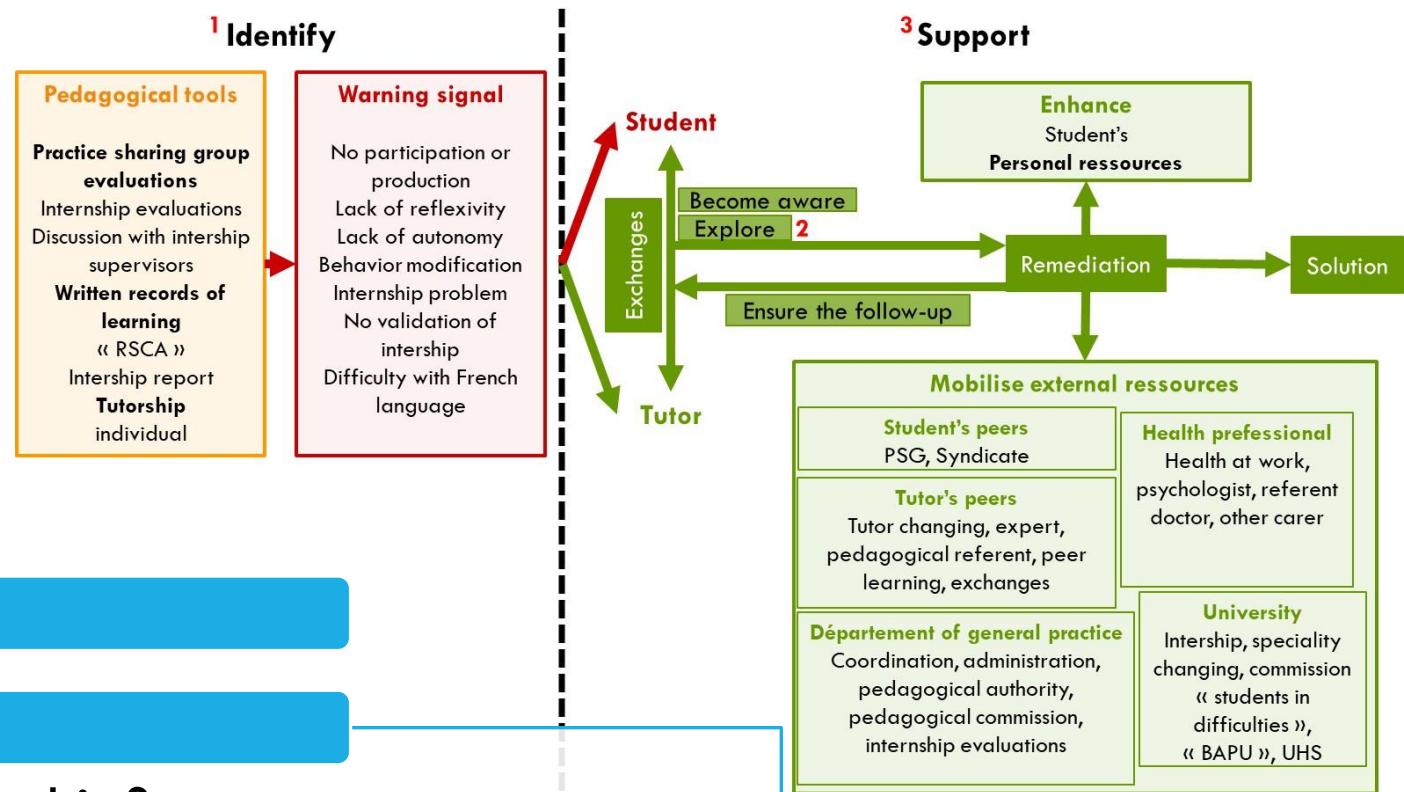 1 Identify
3 Support
Pedagogical tools
Practice sharing group
evaluations
Internship evaluations
Discussion with intership
supervisors
Written records of
learning
« RSCA »
Intership report
Tutorship
individual
Warning signal
No participation or
production
Lack of reflexivity
Lack of autonomy
Behavior modification
Internship problem
No validation of
intership
Difficulty with French
language
Student
Exchanges
Become aware
Explore 2
Ensure the follow-up
Tutor
Enhance
Student's
Personal ressources
Remediation
Solution
Mobilise external ressources
Student's peers
PSG, Syndicate
Tutor's peers
Tutor changing, expert,
pedagogical referent, peer
learning, exchanges
Département of general practice
Coordination, administration,
pedagogical authority,
pedagogical commission,
internship evaluations
Health prefessional
Health at work,
psychologist, referent
doctor, other carer
University
Intership, speciality
changing, commission
« students in
difficulties »,
« BAPU », UHS